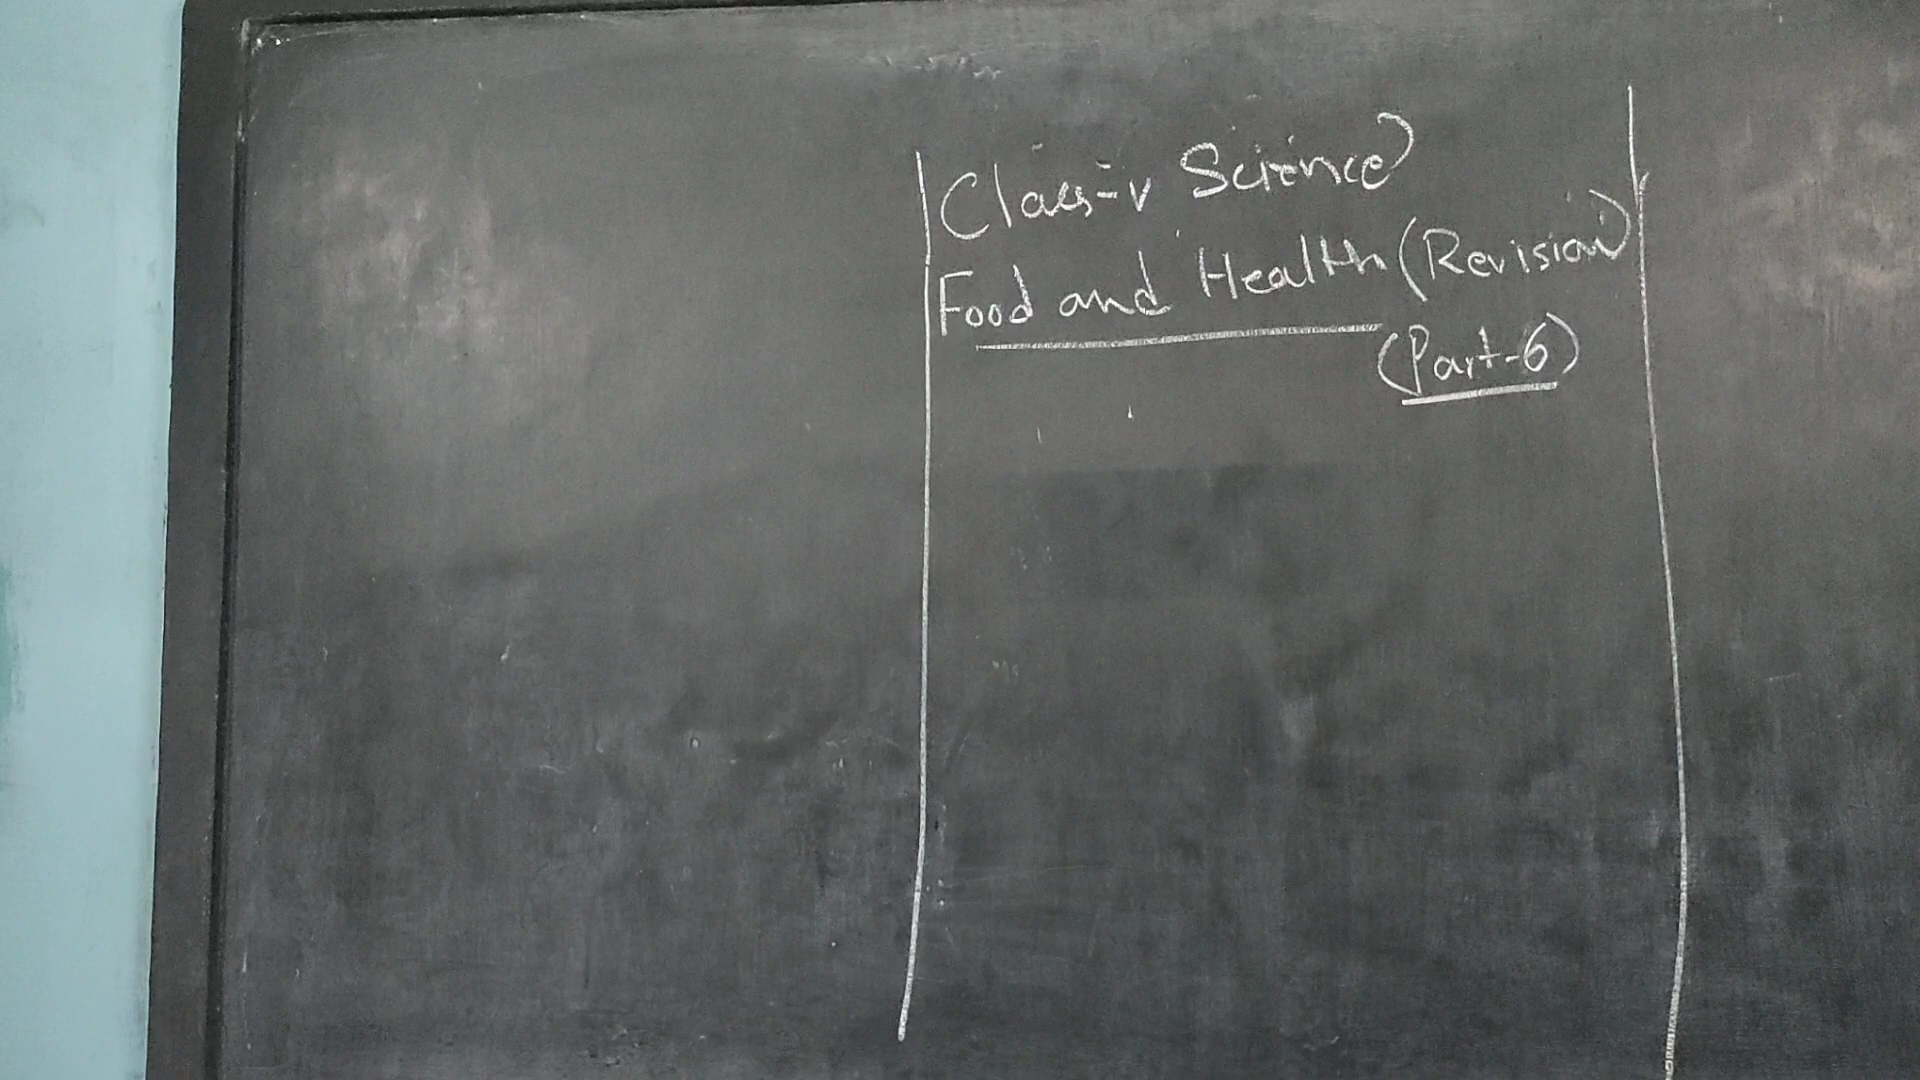 Class-V Science
Food and Health (Revision)
(Part-6)